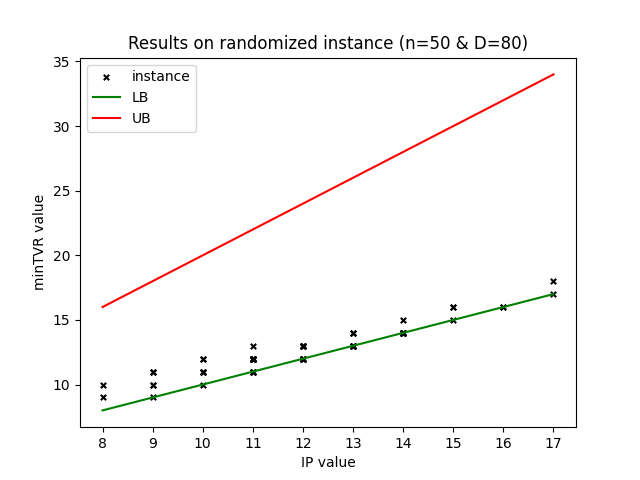 Results on randomized instance (n=50 & D=80)
35
30
25
20
15
10
minTVR value
instance
LB
UB
8 9 10 11 12 13 14 15 16 17
IP value